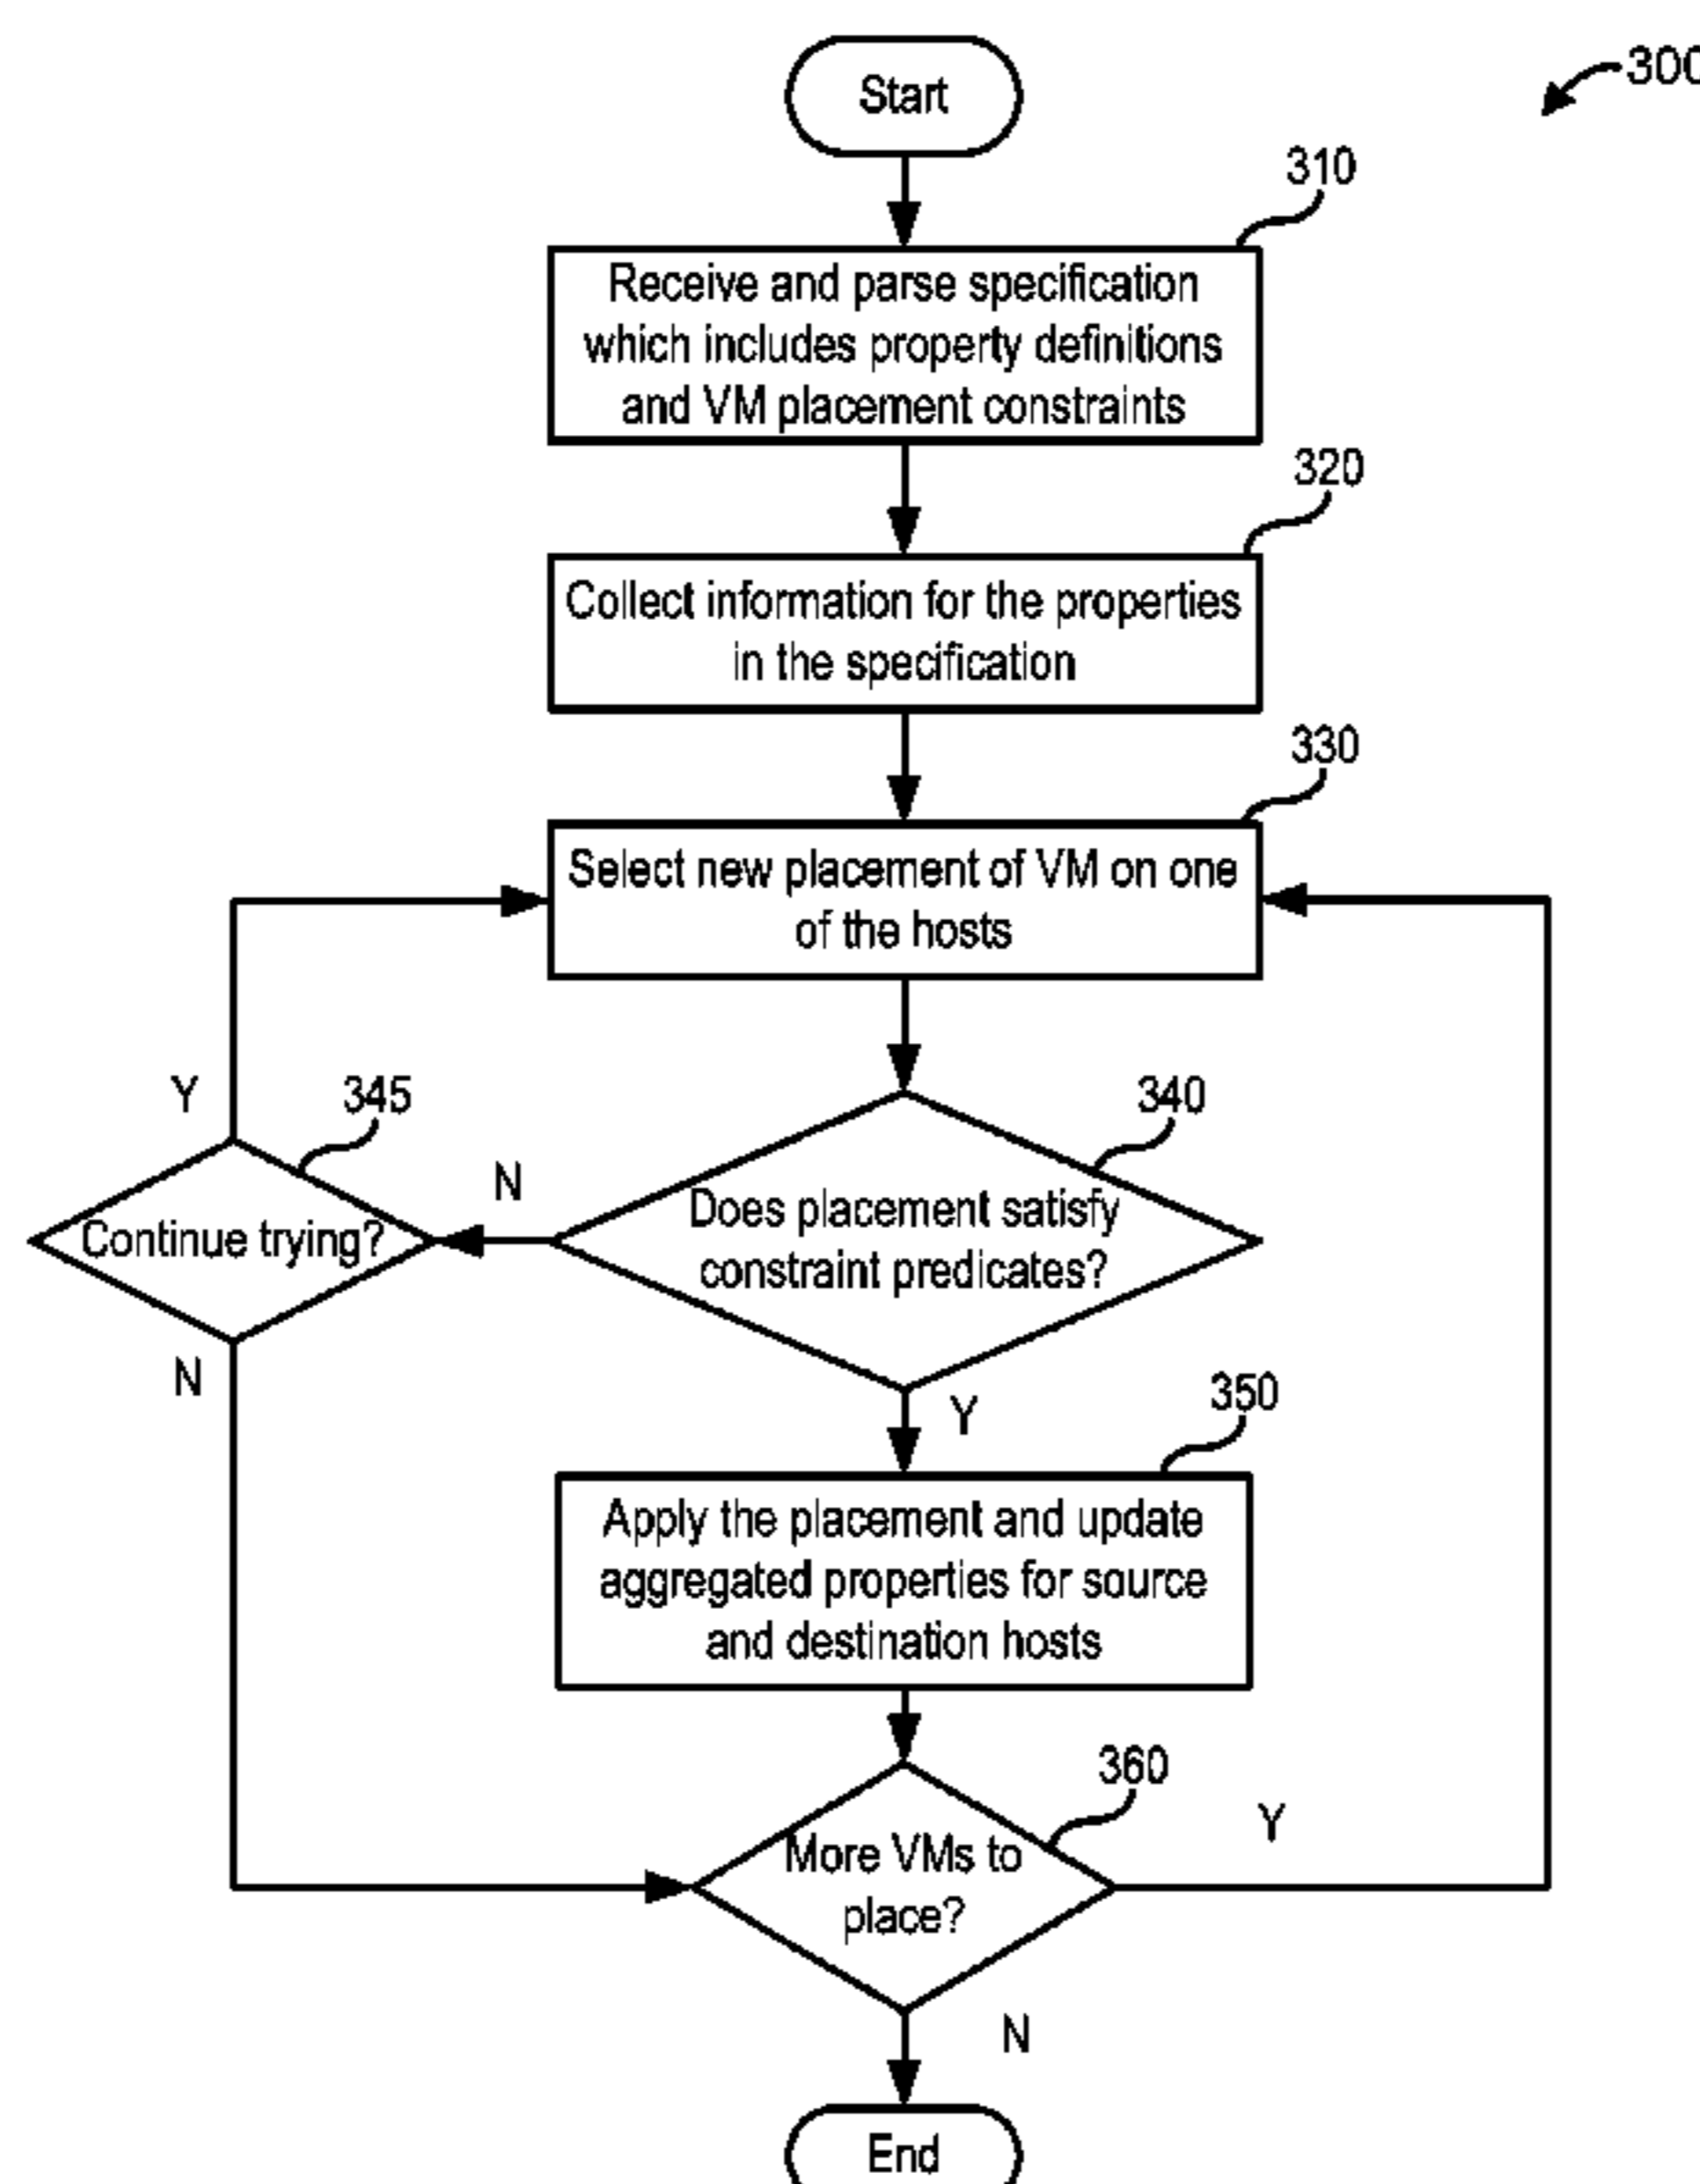 Start
300
310
Receive and parse specification
which includes property definitions
and VM placement constraints
320
Collect information for the properties
in the specification
330
Select new placement of VM on one
of the hosts
Y
345
340
N
Continue trying?
Does placement satisfy
constraint predicates?
N
Y
350
Apply the placement and update
aggregated properties for source
and destination hosts
360
Y
More VMs to
place?
N
End